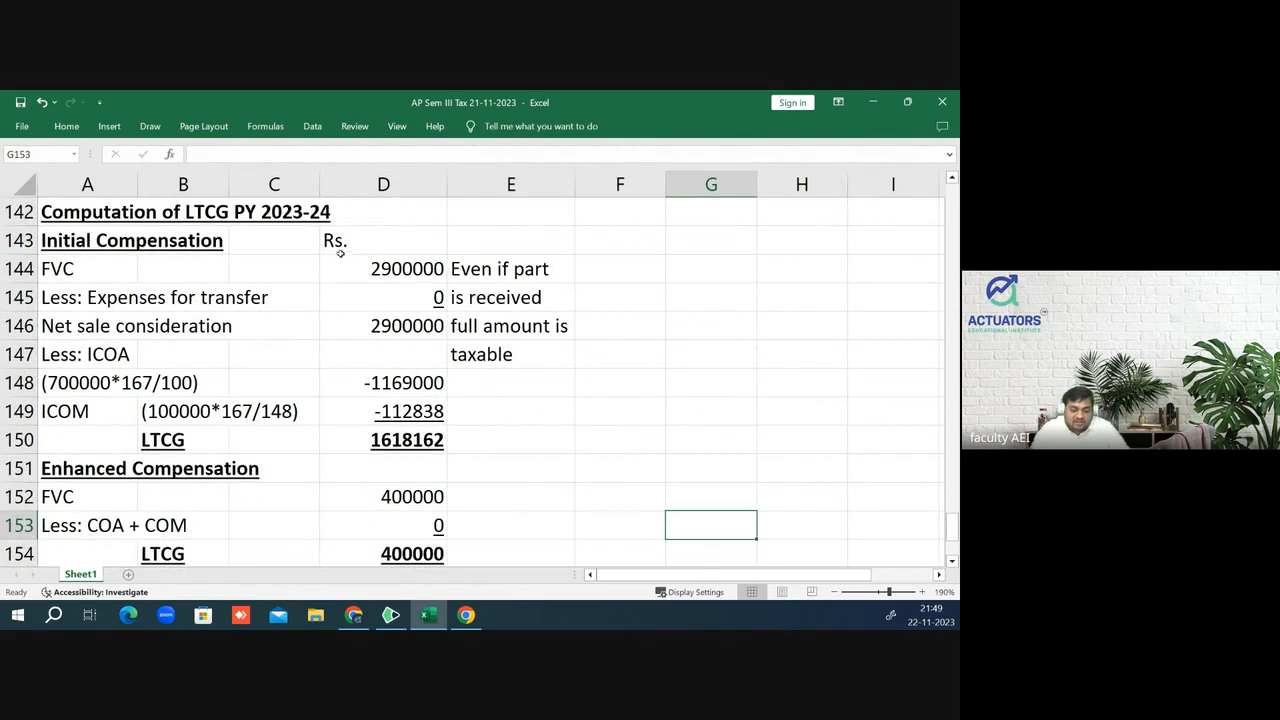 AP Sem III Tax 21-11-2023 - Excel
Sign in
File Home Insert Draw Page Layout Formulas Data Review View Help Tell me what you want to do
G153 fx
A B C D E F G H I
142 Computation of LTCG PY 2023-24
143 Initial Compensation Rs.
144 FVC 2900000 Even if part
145 Less: Expenses for transfer 0 is received
146 Net sale consideration 2900000 full amount is
147 Less: ICOA taxable
148 (700000*167/100) -1169000
149 ICOM (100000*167/148) -112838
150 LTCG 1618162
151 Enhanced Compensation
152 FVC 400000
153 Less: COA + COM 0
154 LTCG 400000
Sheet1
Ready Accessibility: Investigate Display Settings 190%
zoom
21:49
22-11-2023
ACTUATORS
EDUCATIONAL INSTITUTE
faculty AEI